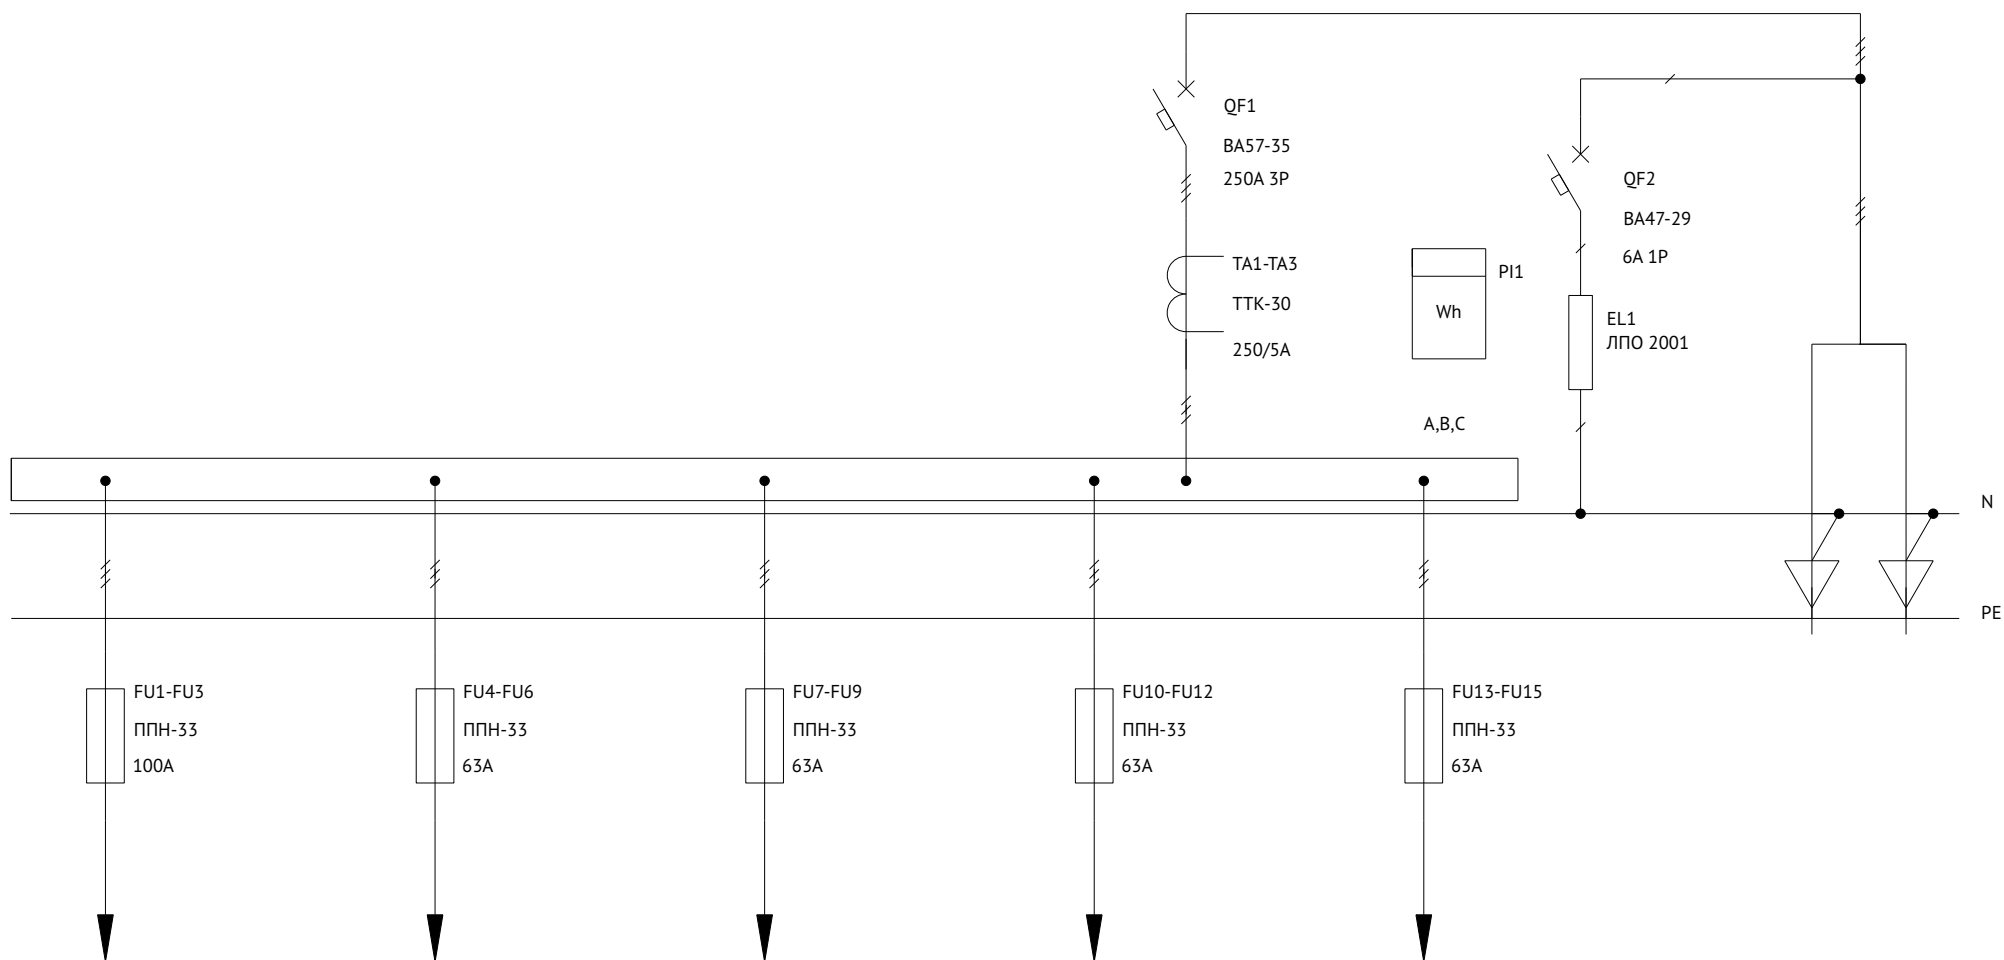 QF1
ВА57-35
250А 3Р
QF2
ВА47-29
6А 1Р
TA1-TA3
ТТК-30
250/5А
PI1
Wh
EL1
ЛПО 2001
A,B,C
N
PE
FU1-FU3
ППН-33
100А
FU4-FU6
ППН-33
63А
FU7-FU9
ППН-33
63А
FU10-FU12
ППН-33
63А
FU13-FU15
ППН-33
63А